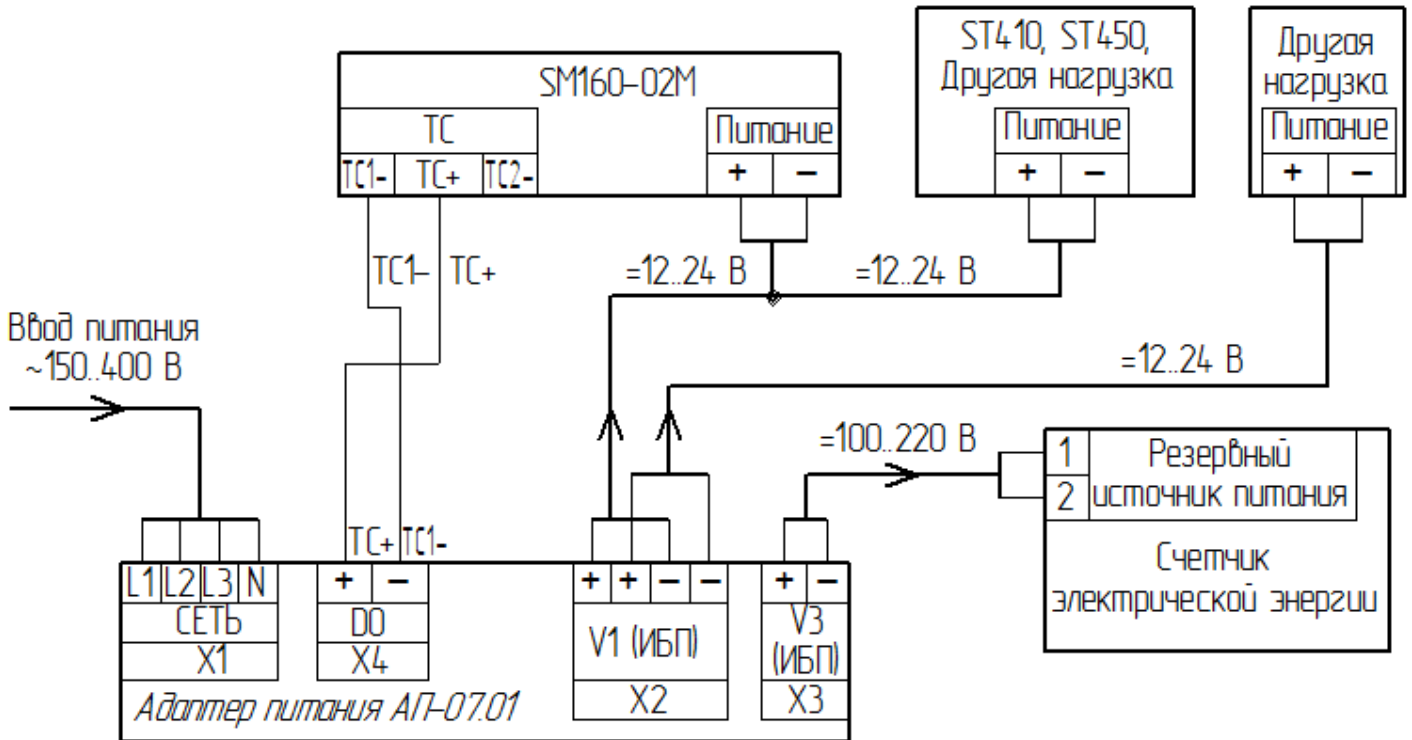 ST410, ST450,
Другая нагрузка
Питание
+ −
Другая
нагрузка
Питание
+ −
SM160-02М
ТС
ТС1- ТС+ ТС2-
Питание
+ −
ТС1- ТС+
=12..24 В
=12..24 В
Ввод питания
~150..400 В
=12..24 В
=100..220 В
1
2
Резервный
источник питания
Счетчик
электрической энергии
ТС+ ТС1-
L1 L2 L3 N
СЕТЬ
X1
+ −
DO
X4
+ + − −
V1 (ИБП)
X2
+ −
V3
(ИБП)
X3
Адаптер питания АП-07.01